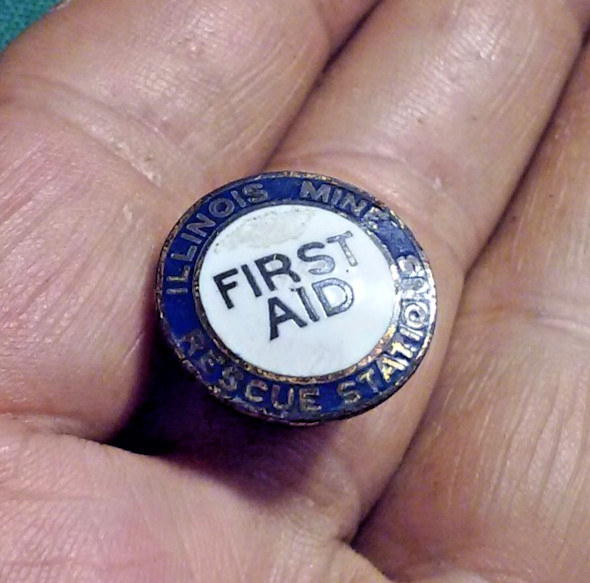 ILLINOIS MINE
FIRST
AID
RESCUE STATIONS